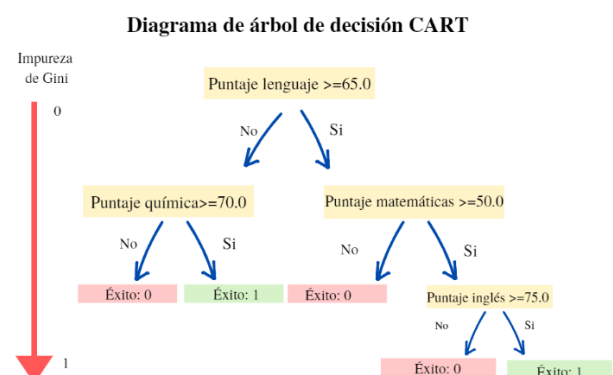 Diagrama de árbol de decisión CART
Impureza
de Gini
0
Puntaje lenguaje >=65.0
No
Si
Puntaje química>=70.0
Puntaje matemáticas >=50.0
No
Si
No
Si
Éxito: 0
Éxito: 1
Éxito: 0
Puntaje inglés >=75.0
No
Si
1
Éxito: 0
Éxito: 1